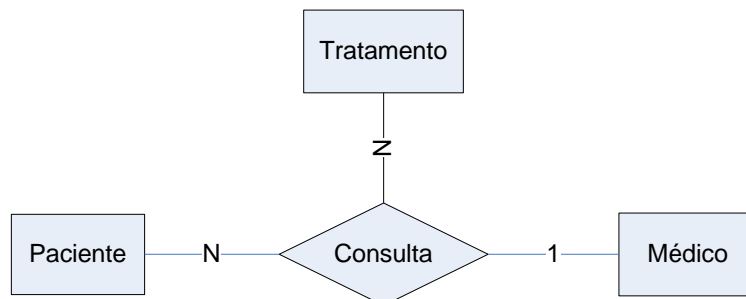 Tratamento
N
Paciente
N
Consulta
1
Médico